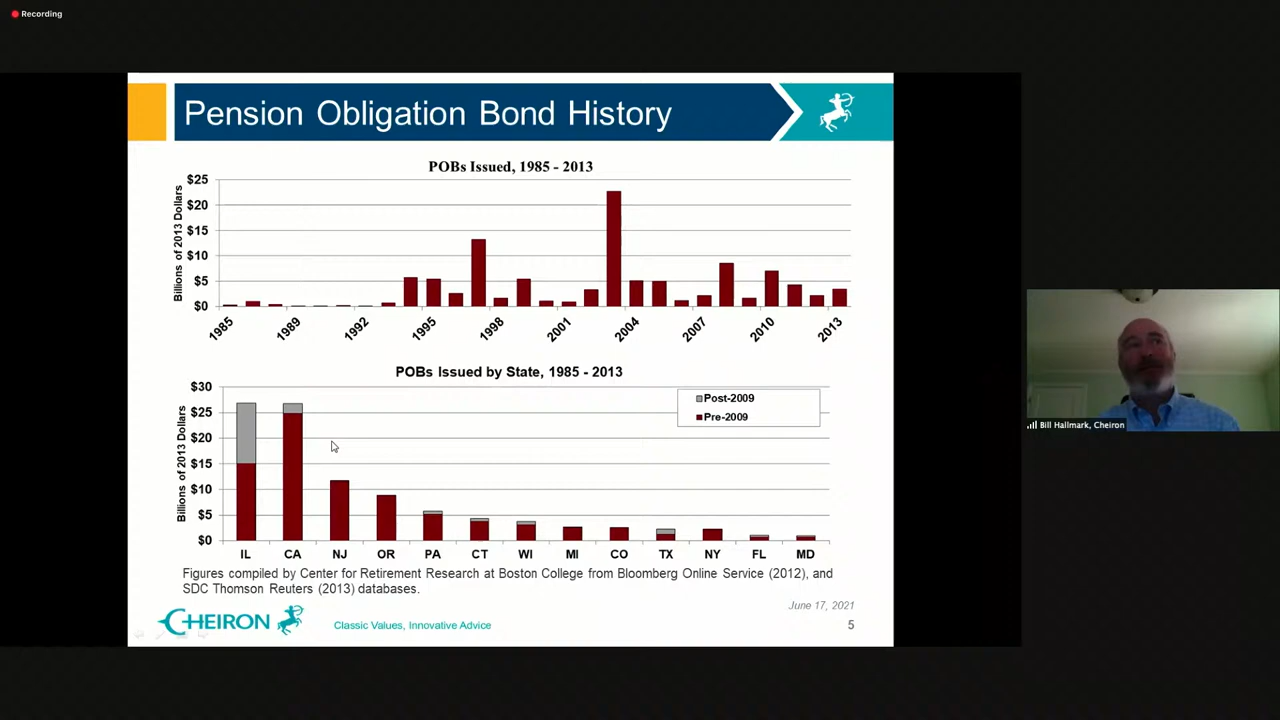 Recording
Pension Obligation Bond History
POBs Issued, 1985 - 2013
Billions of 2013 Dollars
$25
$20
$15
$10
$5
$0
1985
1989
1992
1995
1998
2001
2004
2007
2010
2013
POBs Issued by State, 1985 - 2013
Billions of 2013 Dollars
$30
$25
$20
$15
$10
$5
$0
Post-2009
Pre-2009
IL CA NJ OR PA CT WI MI CO TX NY FL MD
Figures compiled by Center for Retirement Research at Boston College from Bloomberg Online Service (2012), and
SDC Thomson Reuters (2013) databases.
June 17, 2021
CHEIRON
Classic Values, Innovative Advice
5
Bill Hallmark, Cheiron